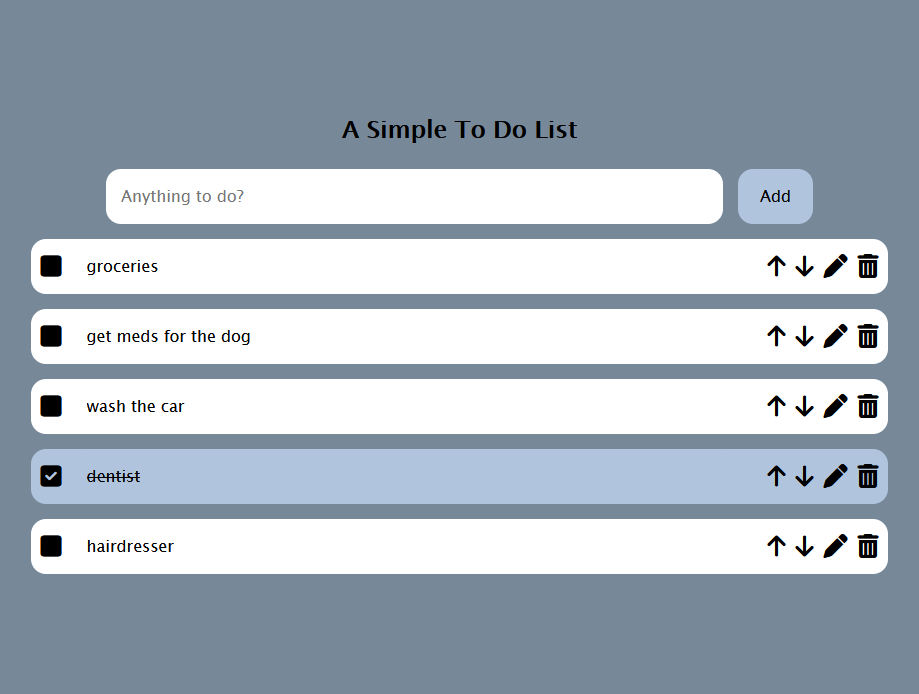 A Simple To Do List
Anything to do? Add
groceries
get meds for the dog
wash the car
dentist
hairdresser